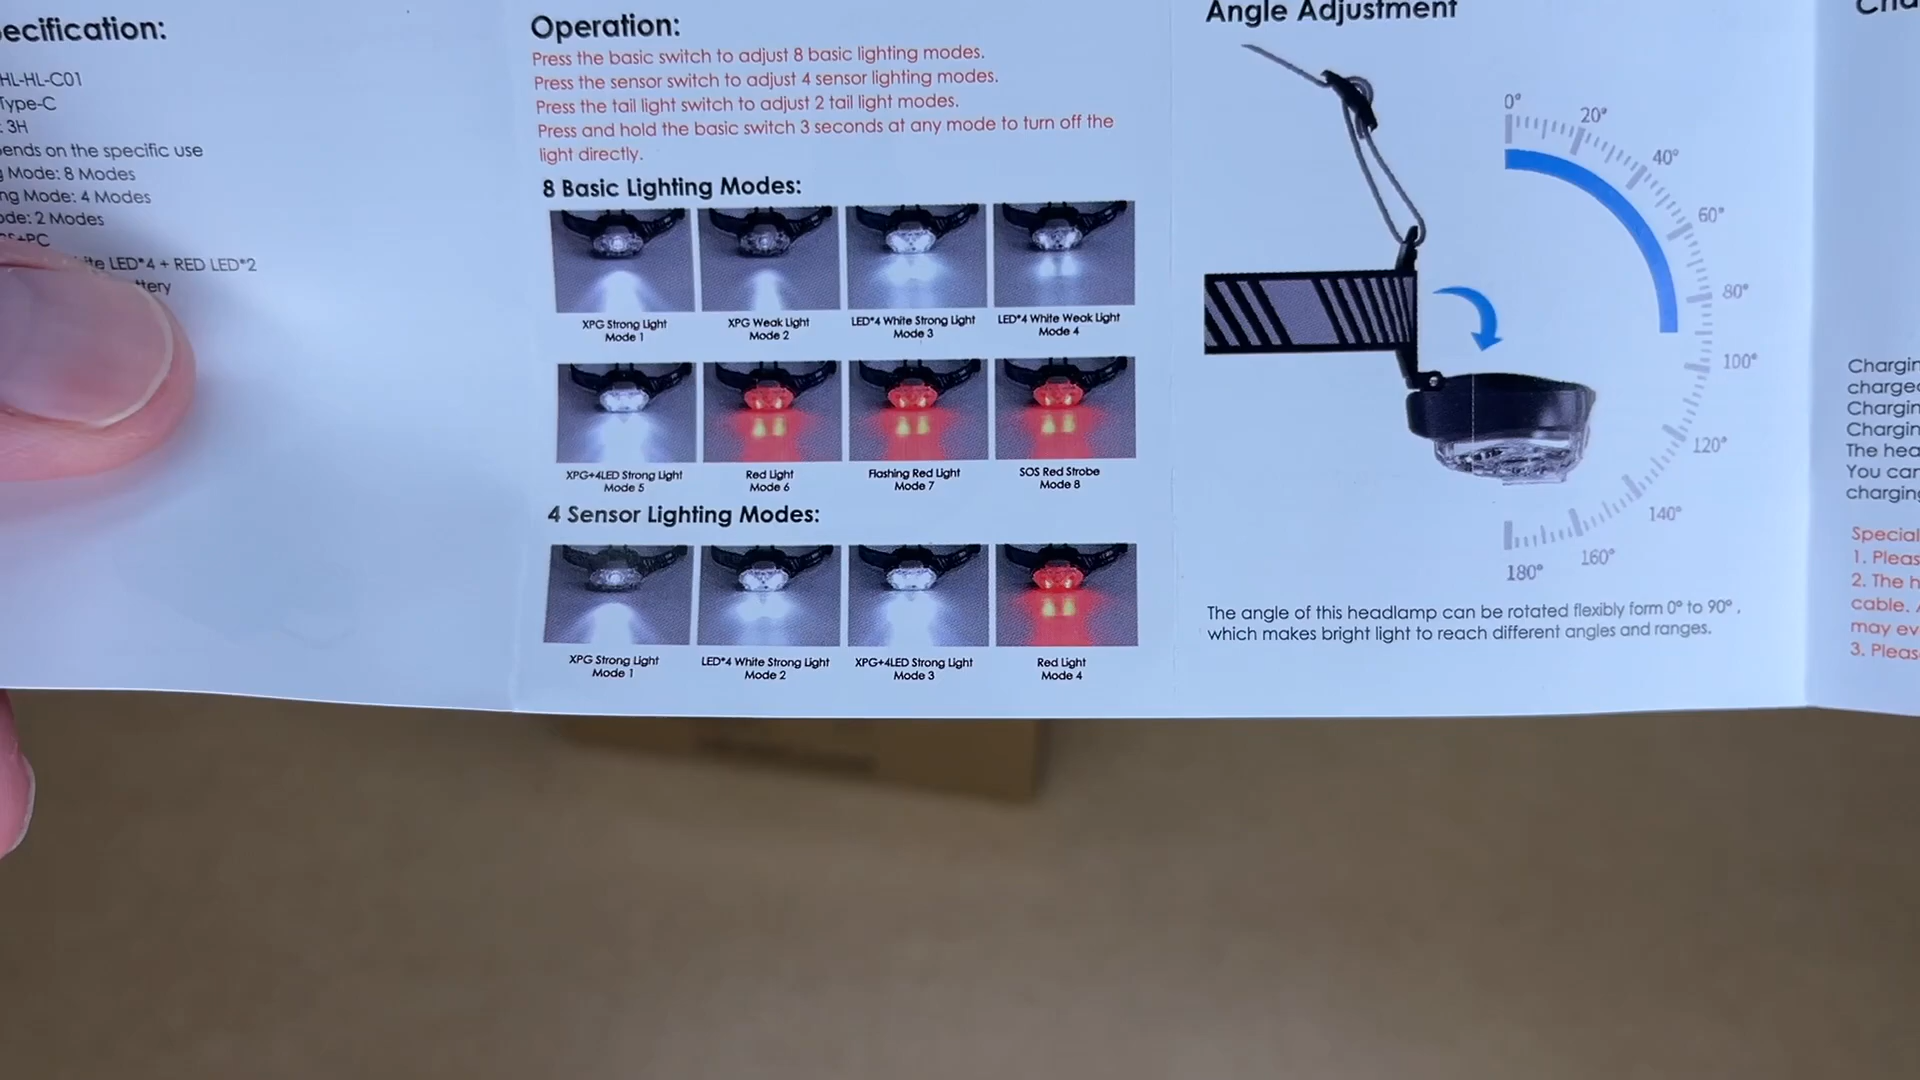 ecification:
HL-HL-C01
Type-C
: 3H
ends on the specific use
g Mode: 8 Modes
ng Mode: 4 Modes
ode: 2 Modes
+PC
ite LED*4 + RED LED*2
ttery
Operation:
Press the basic switch to adjust 8 basic lighting modes.
Press the sensor switch to adjust 4 sensor lighting modes.
Press the tail light switch to adjust 2 tail light modes.
Press and hold the basic switch 3 seconds at any mode to turn off the
light directly.
8 Basic Lighting Modes:
XPG Strong Light
Mode 1
XPG Weak Light
Mode 2
LED*4 White Strong Light
Mode 3
LED*4 White Weak Light
Mode 4
XPG+4LED Strong Light
Mode 5
Red Light
Mode 6
Flashing Red Light
Mode 7
SOS Red Strobe
Mode 8
4 Sensor Lighting Modes:
XPG Strong Light
Mode 1
LED*4 White Strong Light
Mode 2
XPG+4LED Strong Light
Mode 3
Red Light
Mode 4
Angle Adjustment
0°
20°
40°
60°
80°
100°
120°
140°
160°
180°
The angle of this headlamp can be rotated flexibly form 0° to 90°,
which makes bright light to reach different angles and ranges.
Chargin
charged
Chargin
Chargin
The hea
You can
charging
Special
1. Pleas
2. The h
cable. A
may ev
3. Pleas